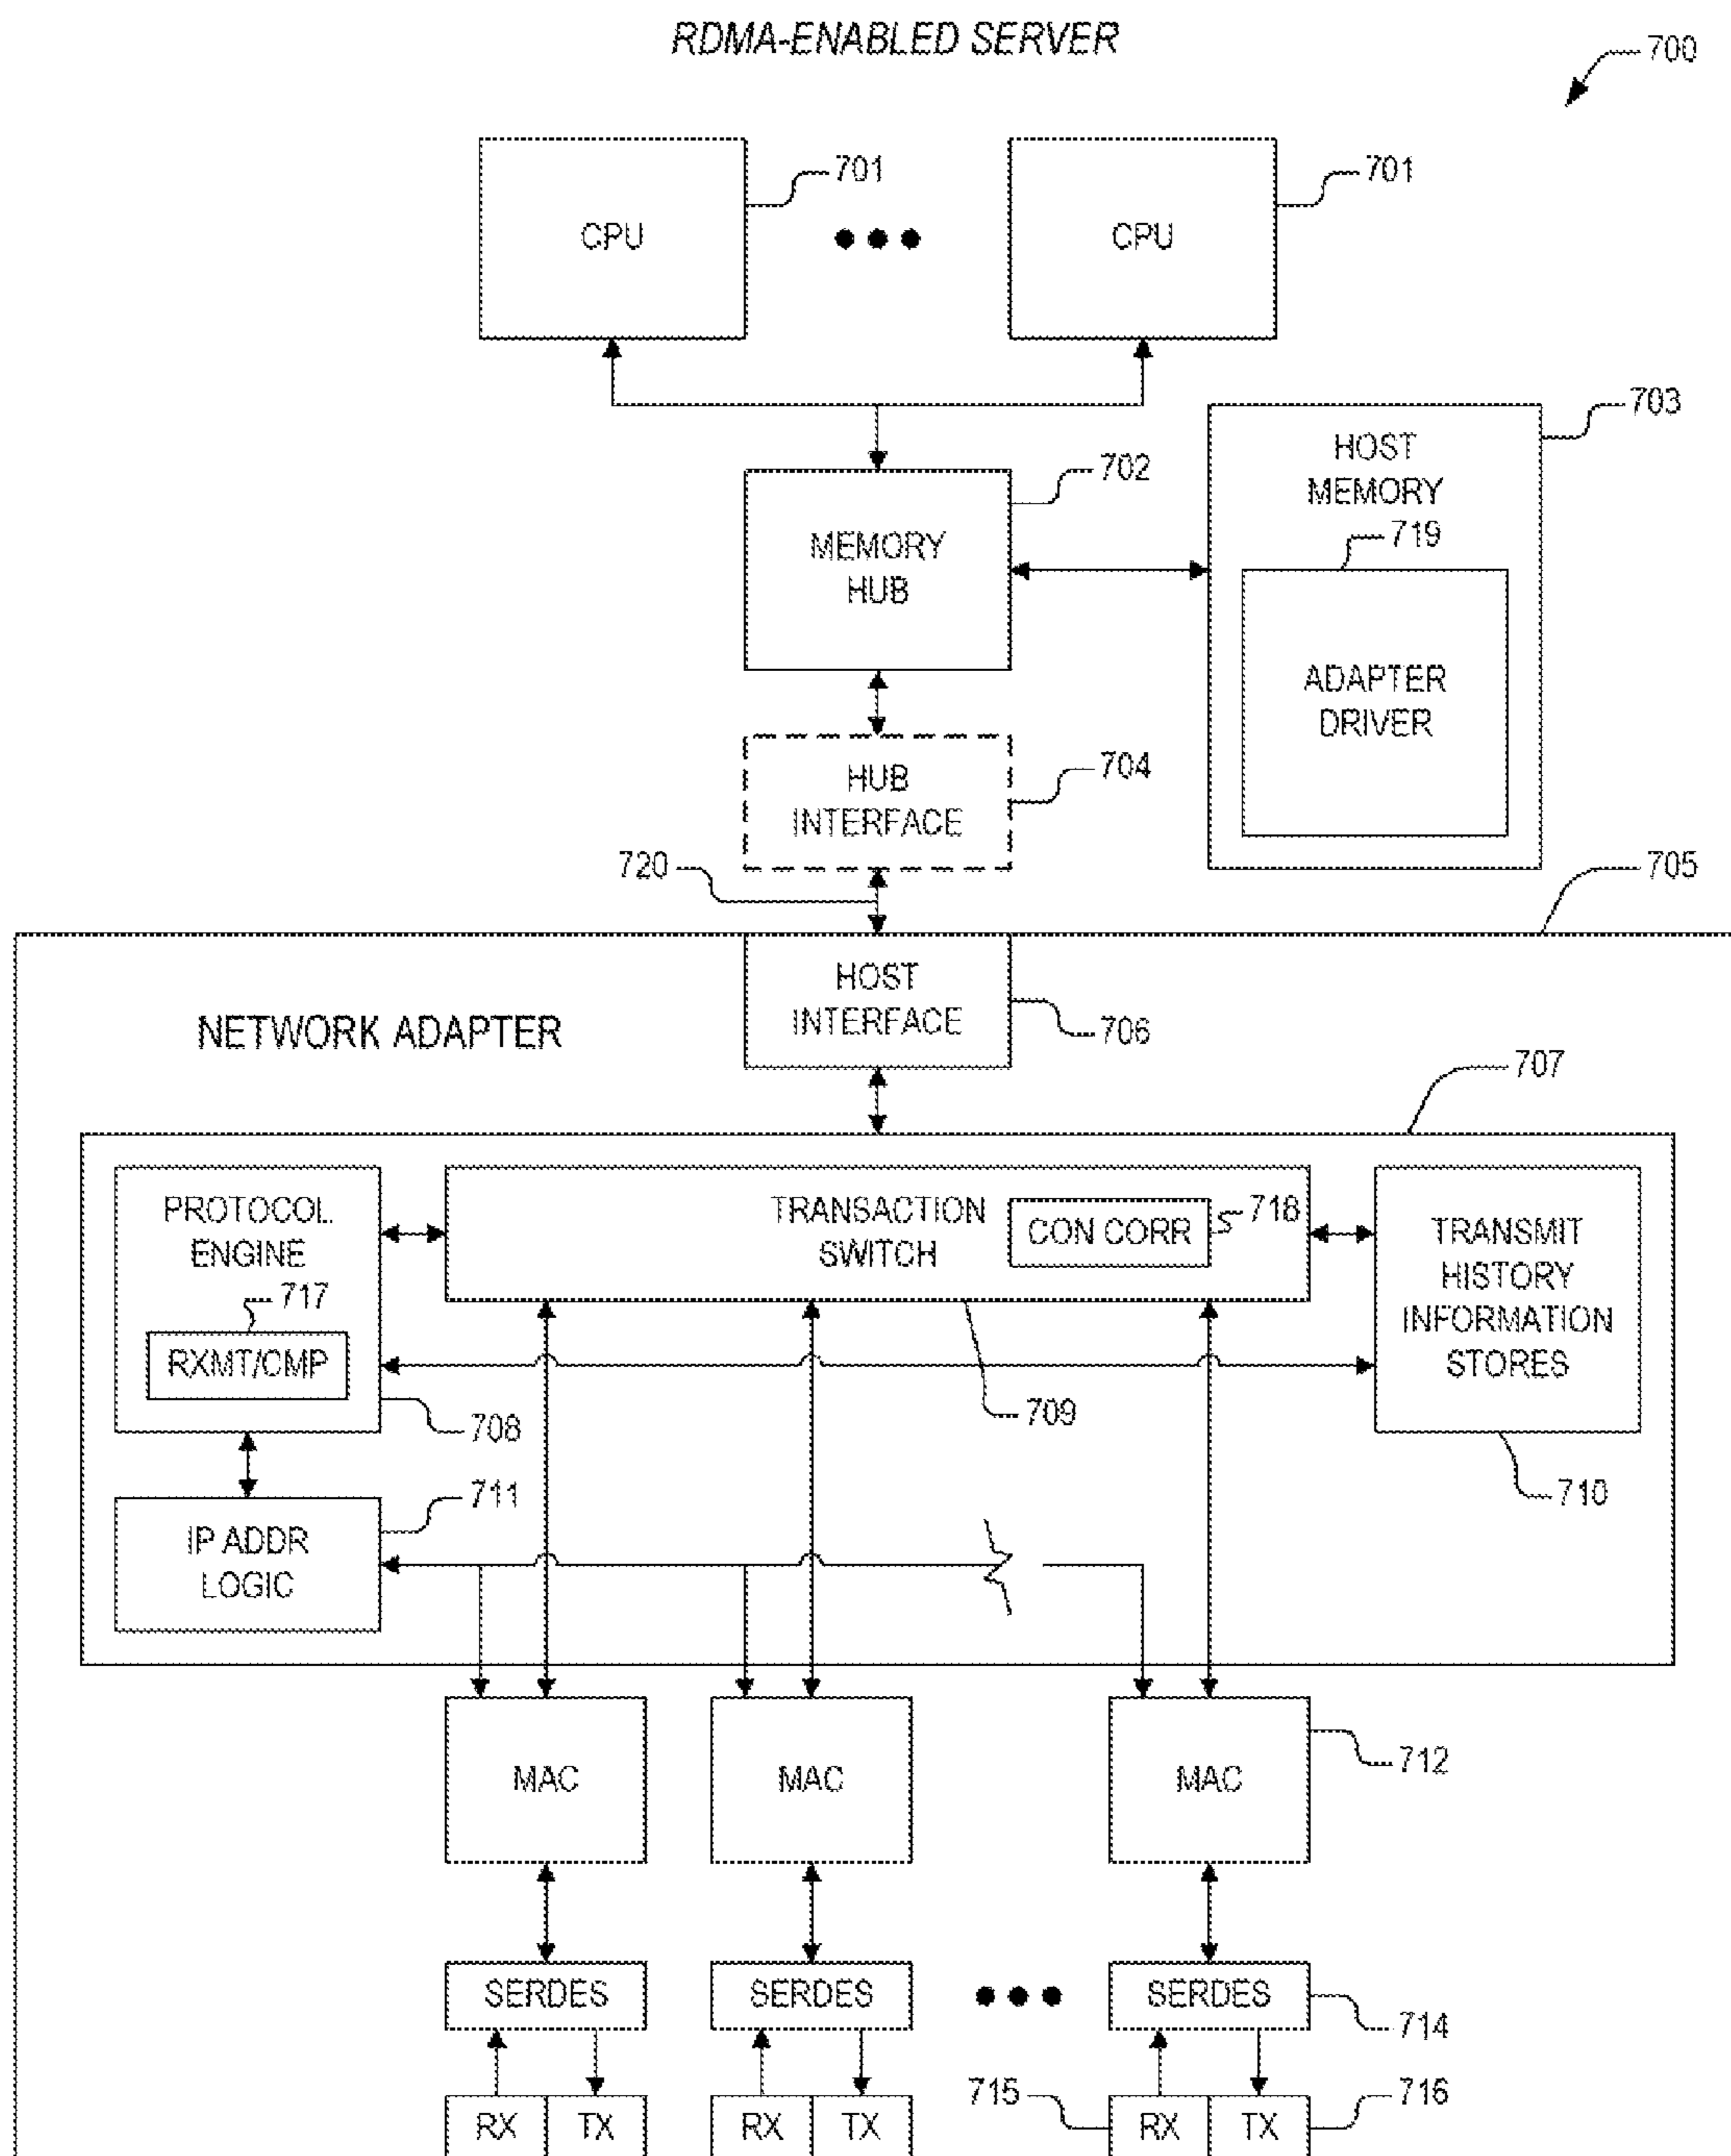 RDMA-ENABLED SERVER
700
701
701
CPU
CPU
703
HOST
MEMORY
702
719
MEMORY
HUB
ADAPTER
DRIVER
HUB
INTERFACE
704
720
705
HOST
INTERFACE
NETWORK ADAPTER
706
707
PROTOCOL
ENGINE
TRANSACTION
SWITCH
CON CORR
718
TRANSMIT
HISTORY
INFORMATION
STORES
717
RXMT/CMP
708
709
710
711
IP ADDR
LOGIC
MAC
MAC
MAC
712
SERDES
SERDES
SERDES
714
715
716
RX
TX
RX
TX
RX
TX